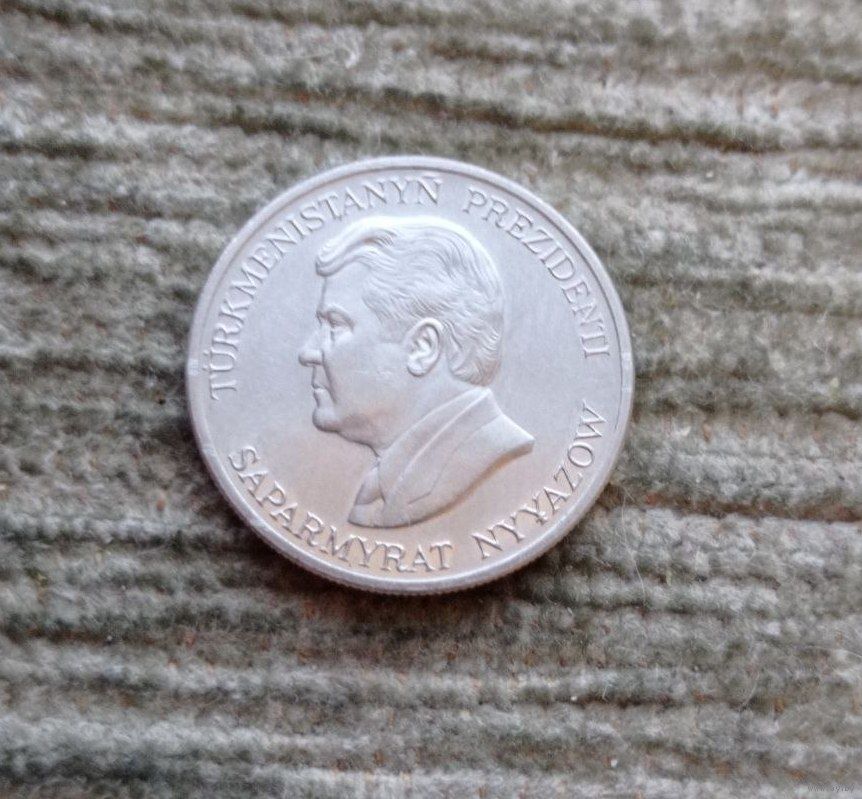 TÜRKMENISTANYŇ PREZIDENTI
SAPARMYRAT NYÝAZOW